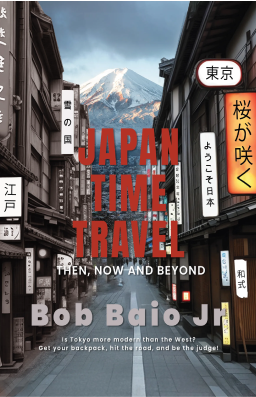 東京
雪の国
桜が咲く
ようこそ日本
江戸
和式
JAPAN
TIME
TRAVEL
THEN, NOW AND BEYOND
Bob Baio Jr
Is Tokyo more modern than the West?
Get your backpack, hit the road, and be the judge!